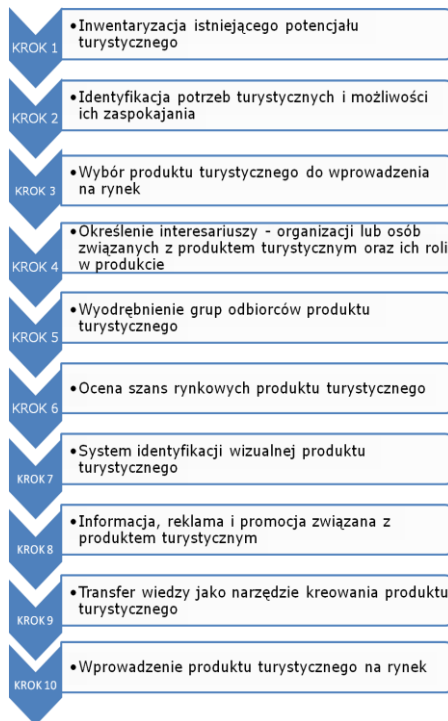 KROK 1
•Inwentaryzacja istniejącego potencjału
turystycznego
KROK 2
•Identyfikacja potrzeb turystycznych i możliwości
ich zaspokajania
KROK 3
•Wybór produktu turystycznego do wprowadzenia
na rynek
KROK 4
•Określenie interesariuszy - organizacji lub osób
związanych z produktem turystycznym oraz ich roli
w produkcie
KROK 5
•Wyodrębnienie grup odbiorców produktu
turystycznego
KROK 6
•Ocena szans rynkowych produktu turystycznego
KROK 7
•System identyfikacji wizualnej produktu
turystycznego
KROK 8
•Informacja, reklama i promocja związana z
produktem turystycznym
KROK 9
•Transfer wiedzy jako narzędzie kreowania produktu
turystycznego
KROK 10
•Wprowadzenie produktu turystycznego na rynek